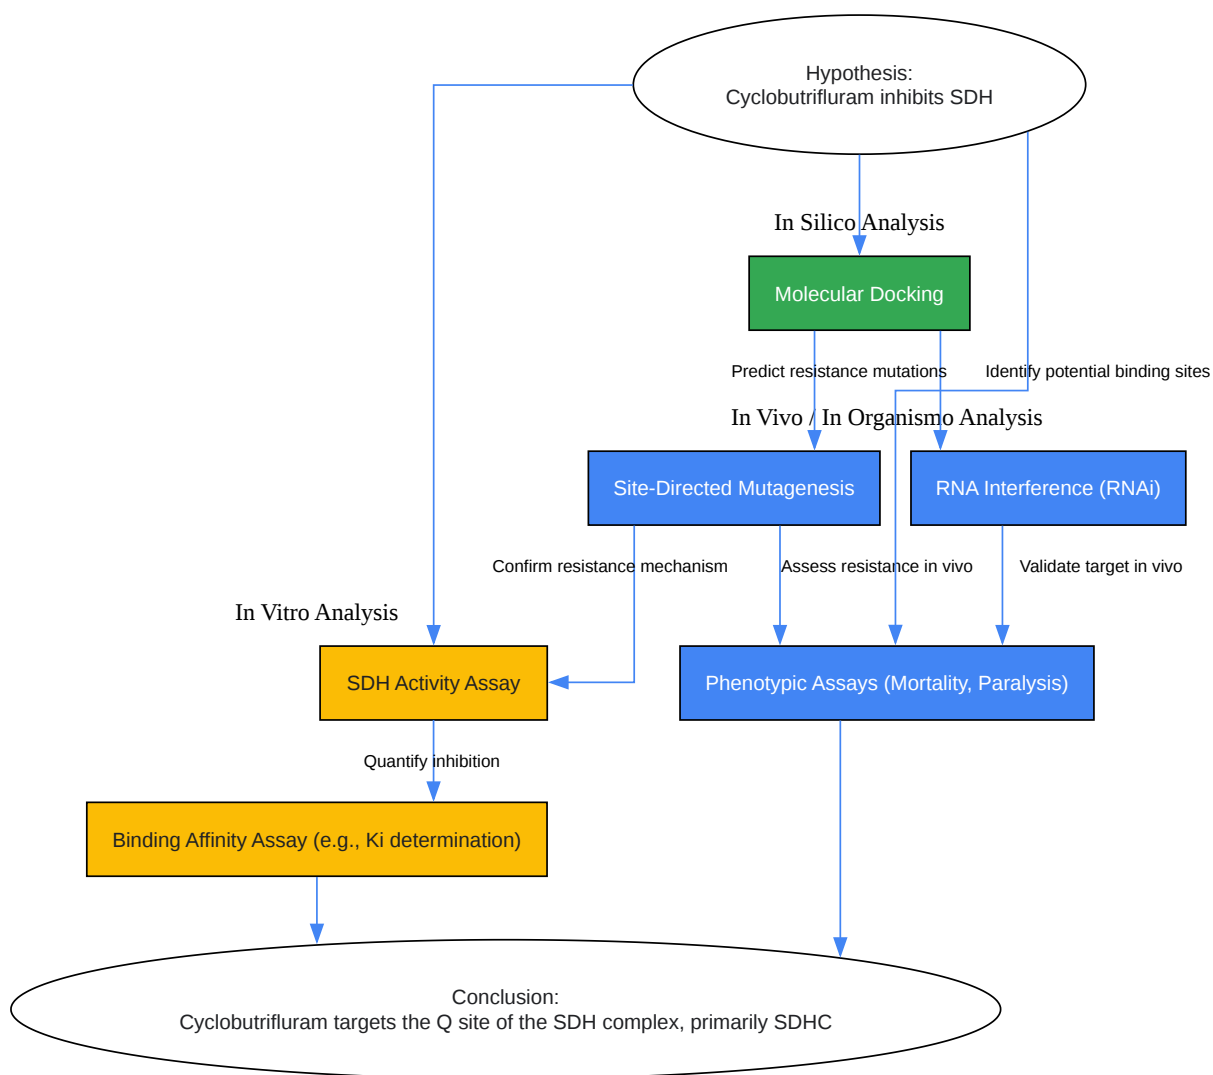 Hypothesis:
Cyclobutrifluram inhibits SDH
In Silico Analysis
Molecular Docking
Predict resistance mutations
Identify potential binding sites
In Vivo / In Organismo Analysis
Site-Directed Mutagenesis
RNA Interference (RNAi)
Confirm resistance mechanism
Assess resistance in vivo
Validate target in vivo
In Vitro Analysis
SDH Activity Assay
Phenotypic Assays (Mortality, Paralysis)
Quantify inhibition
Binding Affinity Assay (e.g., Ki determination)
Conclusion:
Cyclobutrifluram targets the Q site of the SDH complex, primarily SDHC